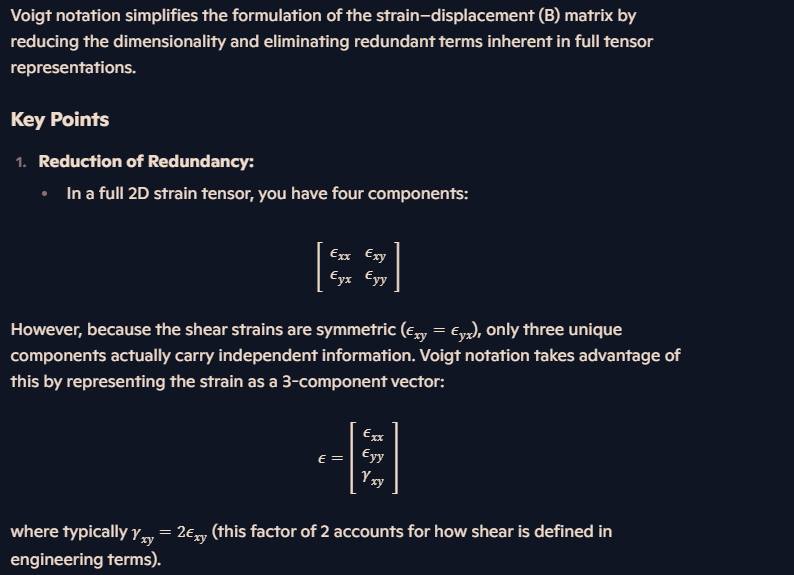 Voigt notation simplifies the formulation of the strain–displacement (B) matrix by
reducing the dimensionality and eliminating redundant terms inherent in full tensor
representations.
Key Points
1. Reduction of Redundancy:
• In a full 2D strain tensor, you have four components:
[ ϵxx ϵxy
ϵyx ϵyy ]
However, because the shear strains are symmetric (ϵxy = ϵyx), only three unique
components actually carry independent information. Voigt notation takes advantage of
this by representing the strain as a 3-component vector:
ϵxx
ϵ = [ ϵyy ]
γxy
where typically γxy = 2ϵxy (this factor of 2 accounts for how shear is defined in
engineering terms).